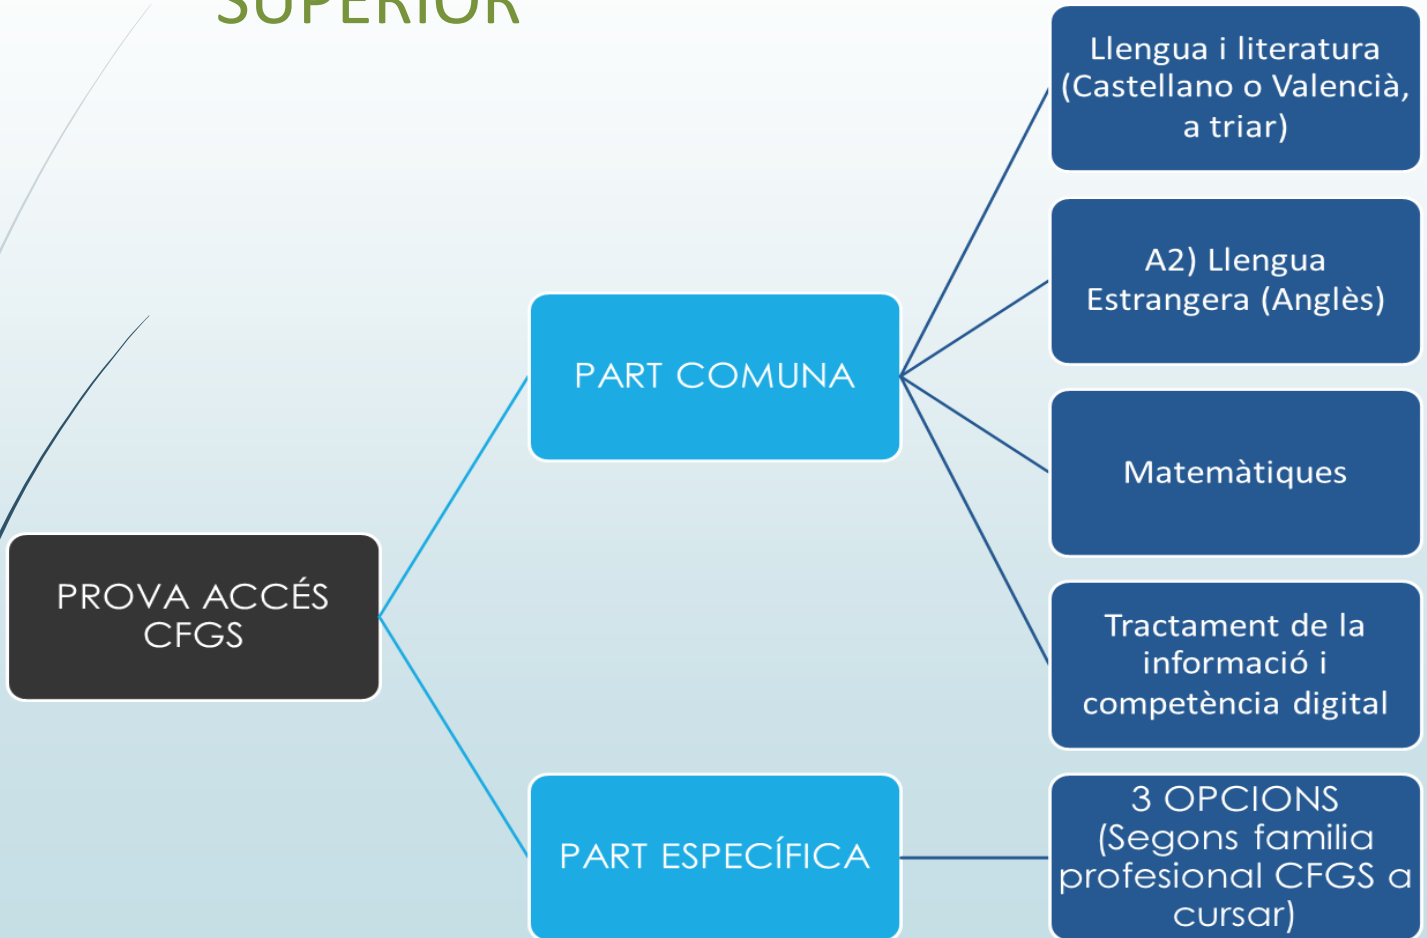 SUPERIOR
Llengua i literatura
(Castellano o Valencià,
a triar)
A2) Llengua
Estrangera (Anglès)
PART COMUNA
Matemàtiques
PROVA ACCÉS
CFGS
Tractament de la
informació i
competència digital
PART ESPECÍFICA
3 OPCIONS
(Segons familia
profesional CFGS a
cursar)